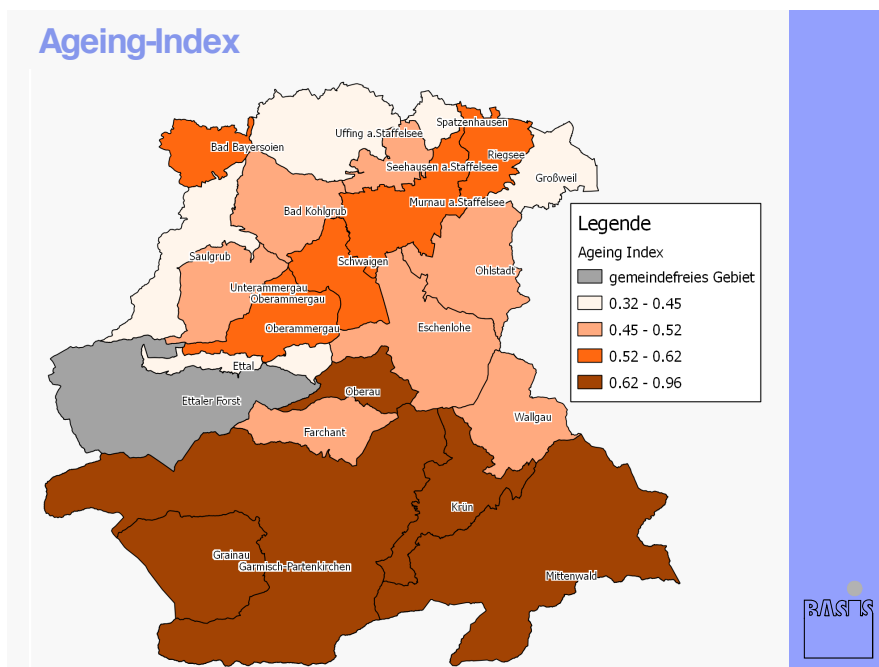 Ageing-Index
Spatzenhausen
Uffing a.Staffelsee
Bad Bayersoien
Riegsee
Seehausen a.Staffelsee
Großweil
Murnau a.Staffelsee
Bad Kohlgrub
Legende
Ageing Index
gemeindefreies Gebiet
0.32 - 0.45
0.45 - 0.52
0.52 - 0.62
0.62 - 0.96
Saulgrub
Schwaigen
Ohlstadt
Unterammergau
Oberammergau
Oberammergau
Eschenlohe
Ettal
Oberau
Ettaler Forst
Wallgau
Farchant
Krün
Grainau
Garmisch-Partenkirchen
Mittenwald
BASIS